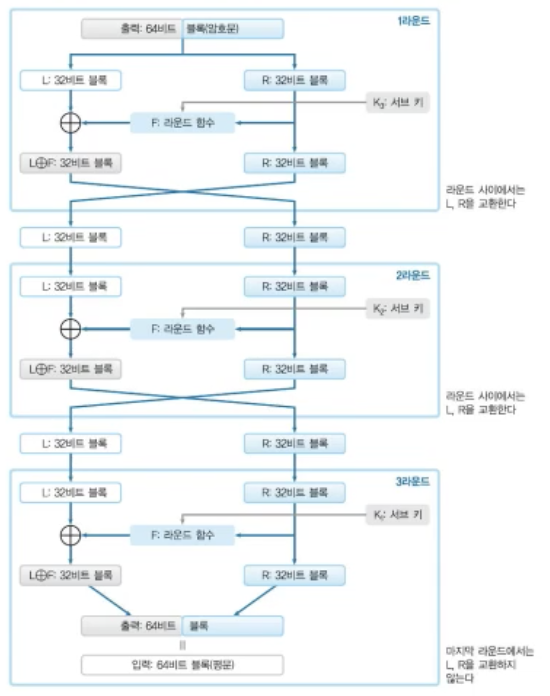 1라운드
출력: 64비트 블록(암호문)
L: 32비트 블록 R: 32비트 블록
K₃: 서브 키
F: 라운드 함수
L⊕F: 32비트 블록 R: 32비트 블록
라운드 사이에서는
L, R을 교환한다
L: 32비트 블록 R: 32비트 블록
2라운드
L: 32비트 블록 R: 32비트 블록
K₂: 서브 키
F: 라운드 함수
L⊕F: 32비트 블록 R: 32비트 블록
라운드 사이에서는
L, R을 교환한다
L: 32비트 블록 R: 32비트 블록
3라운드
L: 32비트 블록 R: 32비트 블록
K₁: 서브 키
F: 라운드 함수
L⊕F: 32비트 블록 R: 32비트 블록
출력: 64비트 블록
=
입력: 64비트 블록(평문)
마지막 라운드에서는
L, R을 교환하지
않는다